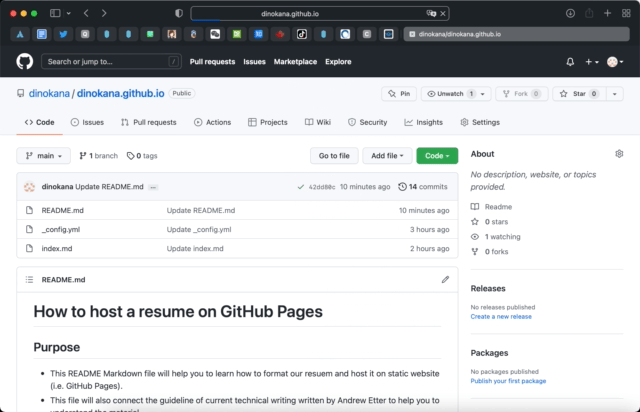 dinokana.github.io
dinokana/dinokana.github.io
Search or jump to...
/
Pull requests
Issues
Marketplace
Explore
dinokana / dinokana.github.io
Public
Pin
Unwatch 1
Fork 0
Star 0
Code
Issues
Pull requests
Actions
Projects
Wiki
Security
Insights
Settings
main
1 branch
0 tags
Go to file
Add file
Code
dinokana Update README.md
42dd80c 10 minutes ago
14 commits
README.md
Update README.md
10 minutes ago
_config.yml
Update _config.yml
3 hours ago
index.md
Update index.md
2 hours ago
README.md
How to host a resume on GitHub Pages
Purpose
• This README Markdown file will help you to learn how to format our resuem and host it on static website
(i.e. GitHub Pages).
• This file will also connect the guideline of current technical writing written by Andrew Etter to help you to
understand the material
About
No description, website, or topics
provided.
Readme
0 stars
1 watching
0 forks
Releases
No releases published
Create a new release
Packages
No packages published
Publish your first package